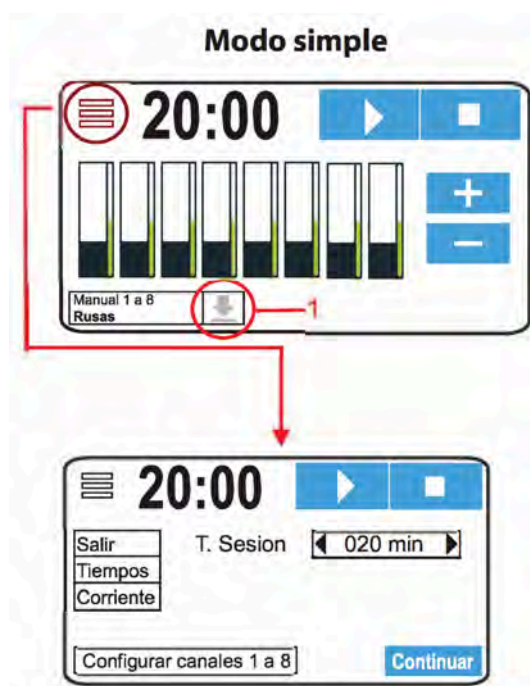 Modo simple
20:00
Manual 1 a 8
Rusas
1
20:00
Salir
T. Sesion
020 min
Tiempos
Corriente
Configurar canales 1 a 8
Continuar